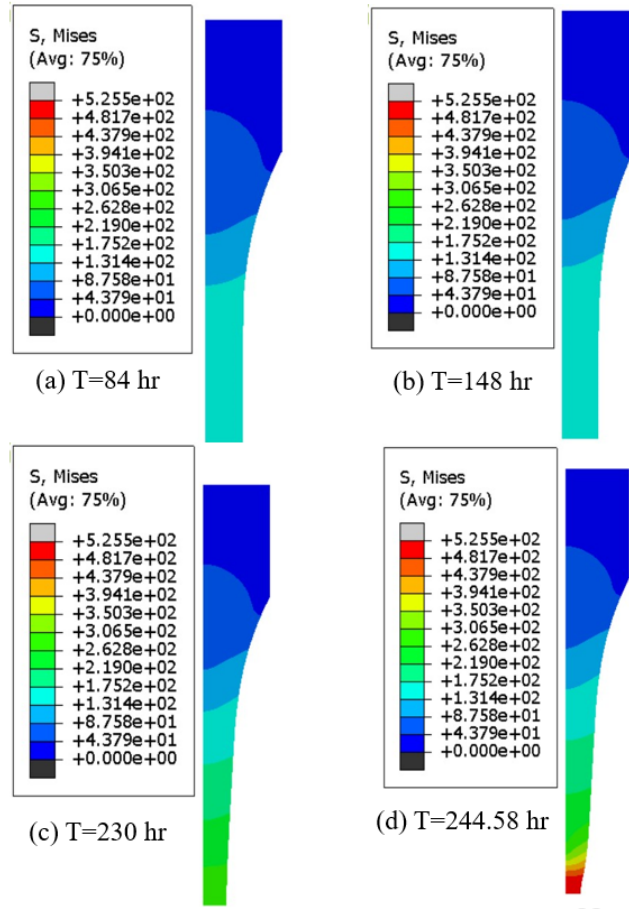 S, Mises
(Avg: 75%)
+5.255e+02
+4.817e+02
+4.379e+02
+3.941e+02
+3.503e+02
+3.065e+02
+2.628e+02
+2.190e+02
+1.752e+02
+1.314e+02
+8.758e+01
+4.379e+01
+0.000e+00
(a) T=84 hr
S, Mises
(Avg: 75%)
+5.255e+02
+4.817e+02
+4.379e+02
+3.941e+02
+3.503e+02
+3.065e+02
+2.628e+02
+2.190e+02
+1.752e+02
+1.314e+02
+8.758e+01
+4.379e+01
+0.000e+00
(b) T=148 hr
S, Mises
(Avg: 75%)
+5.255e+02
+4.817e+02
+4.379e+02
+3.941e+02
+3.503e+02
+3.065e+02
+2.628e+02
+2.190e+02
+1.752e+02
+1.314e+02
+8.751e+01
+4.379e+01
+0.000e+00
(c) T=230 hr
S, Mises
(Avg: 75%)
+5.255e+02
+4.817e+02
+4.379e+02
+3.941e+02
+3.503e+02
+3.065e+02
+2.628e+02
+2.190e+02
+1.752e+02
+1.314e+02
+8.751e+01
+4.379e+01
+0.000e+00
(d) T=244.58 hr